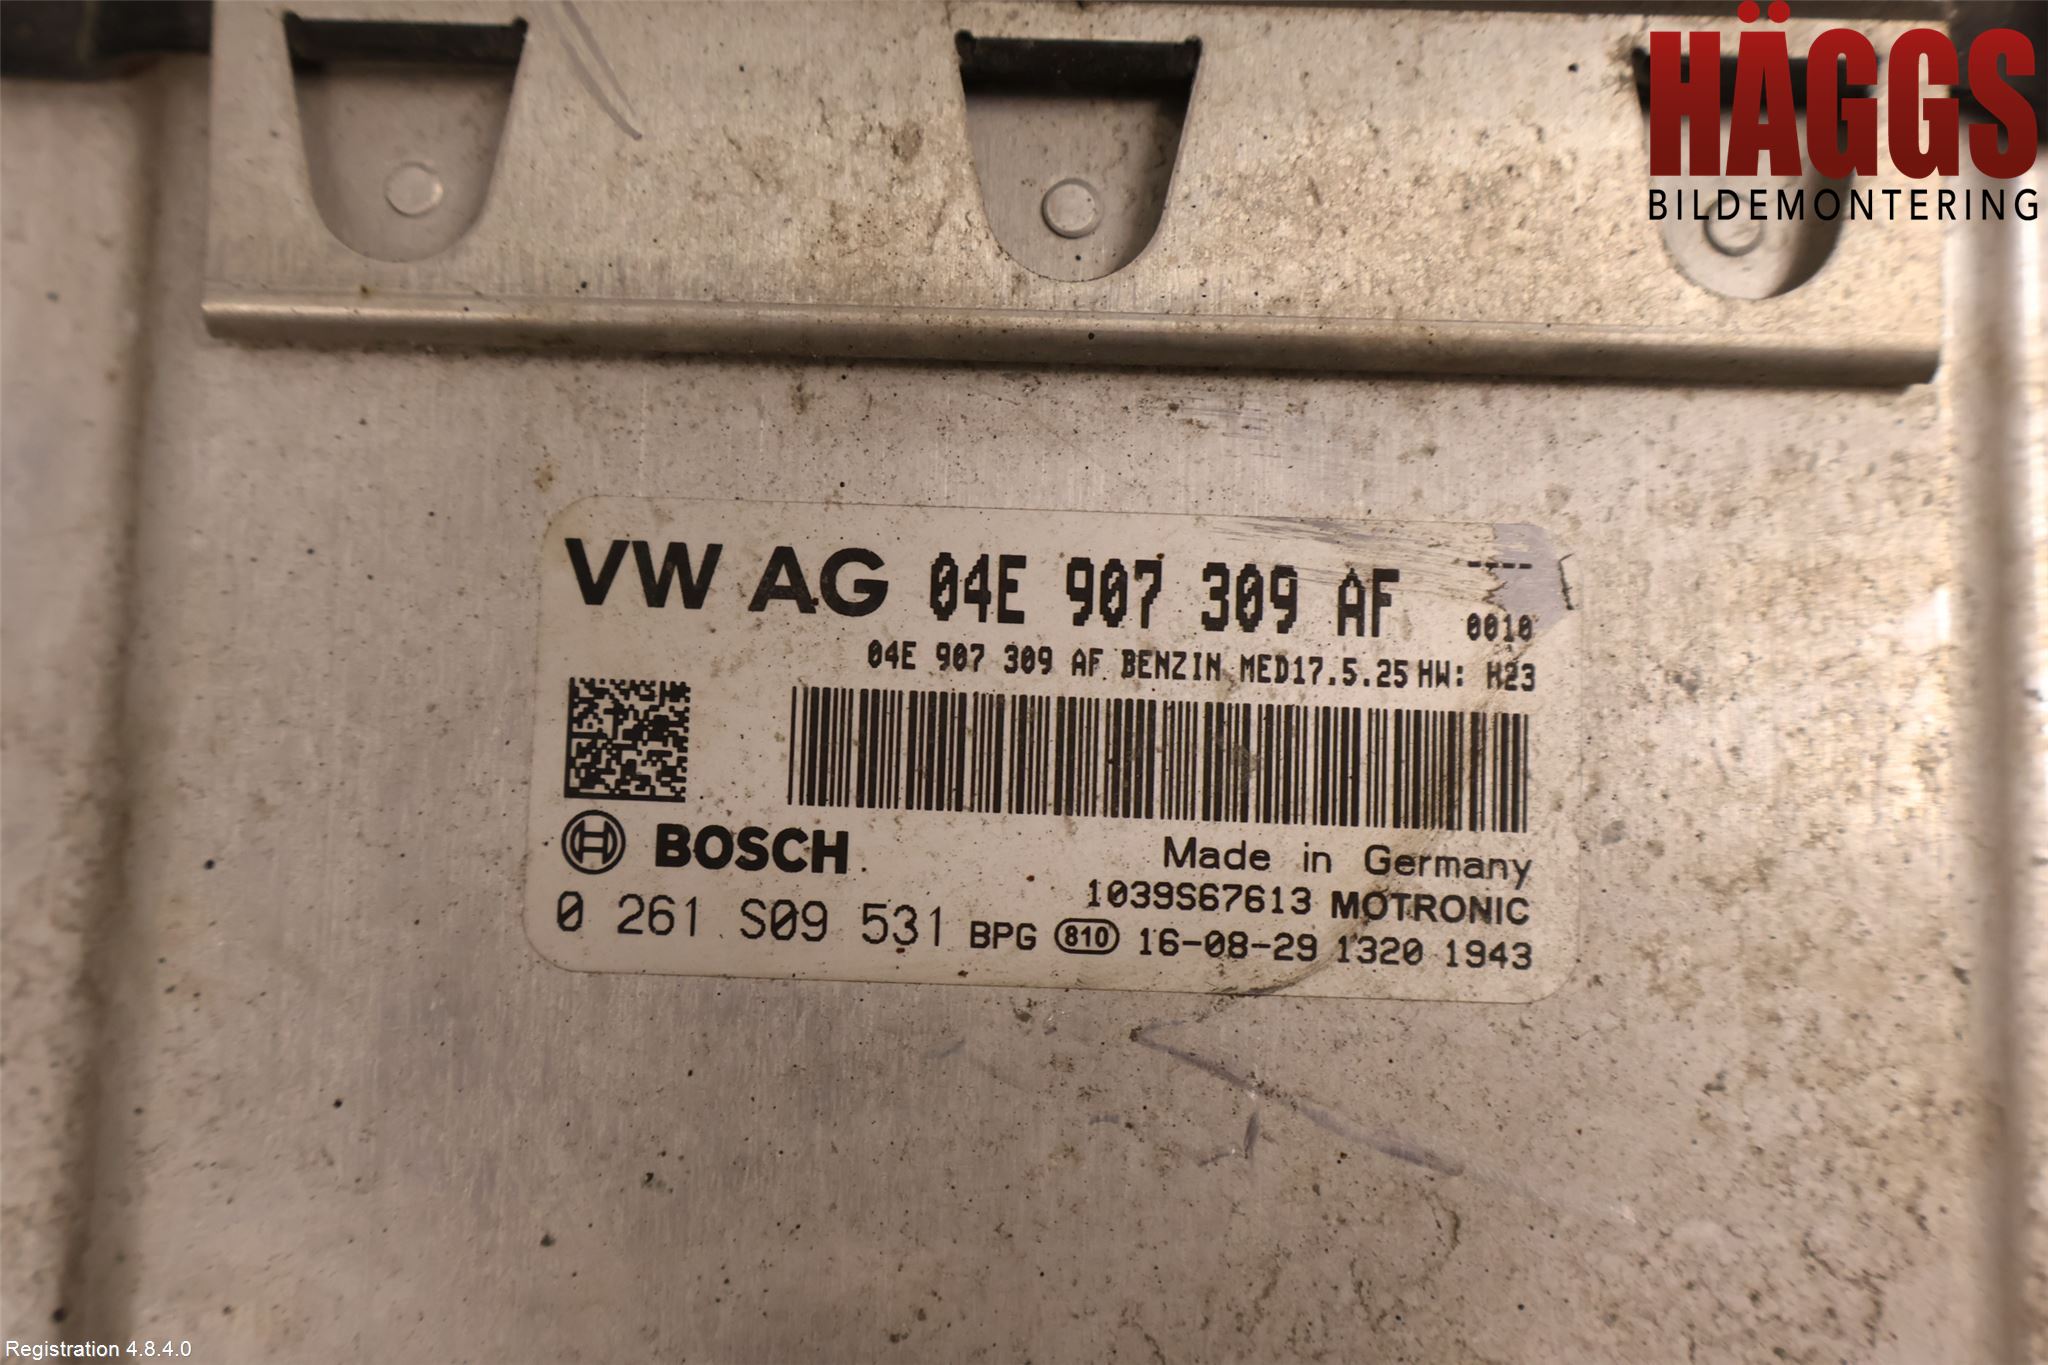 HÄGGS
BILDEMONTERING
VW AG 04E 907 309 AF ----
0010
04E 907 309 AF BENZIN MED17.5.25 HW: H23
BOSCH
Made in Germany
1039S67613 MOTRONIC
0 261 S09 531 BPG 810 16-08-29 1320 1943
Registration 4.8.4.0